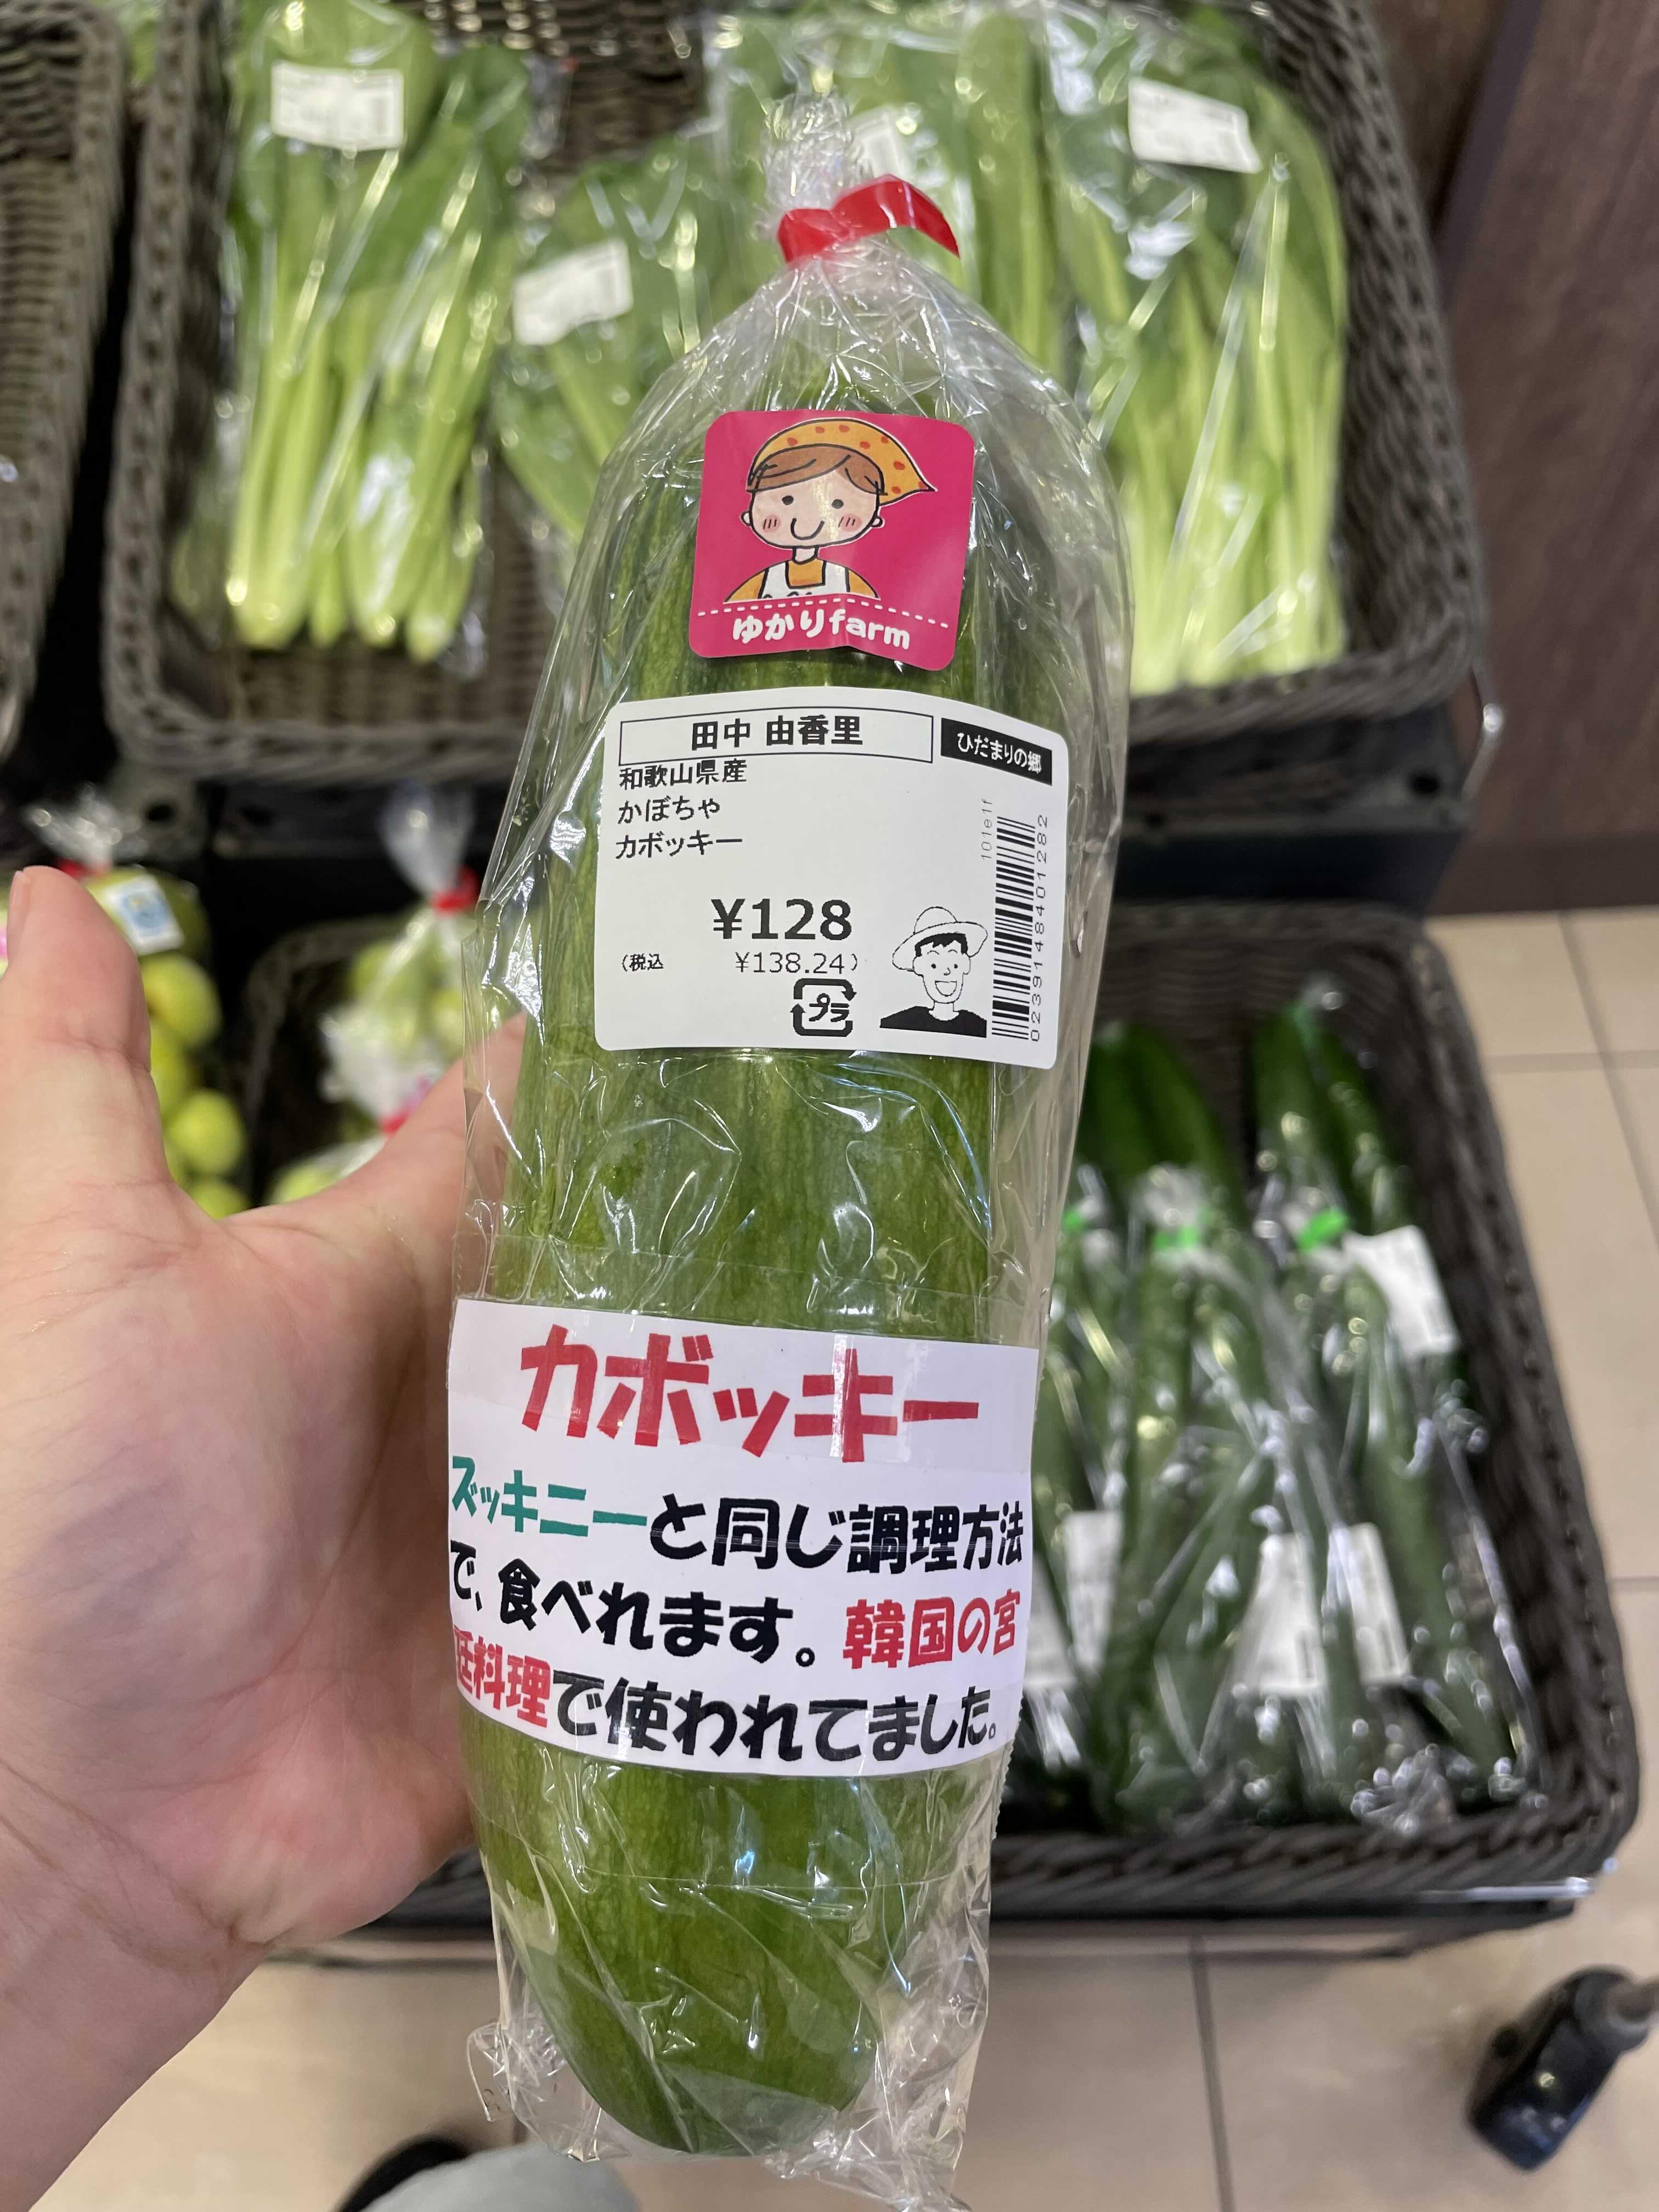 ゆかりfarm
田中 由香里
ひだまりの郷
和歌山県産
かぼちゃ
カボッキー
¥128
(税込 ¥138.24)
プラ
101e1f
0239148401282
カボッキー
ズッキニーと同じ調理方法
で、食べれます。韓国の宮
廷料理で使われてました。